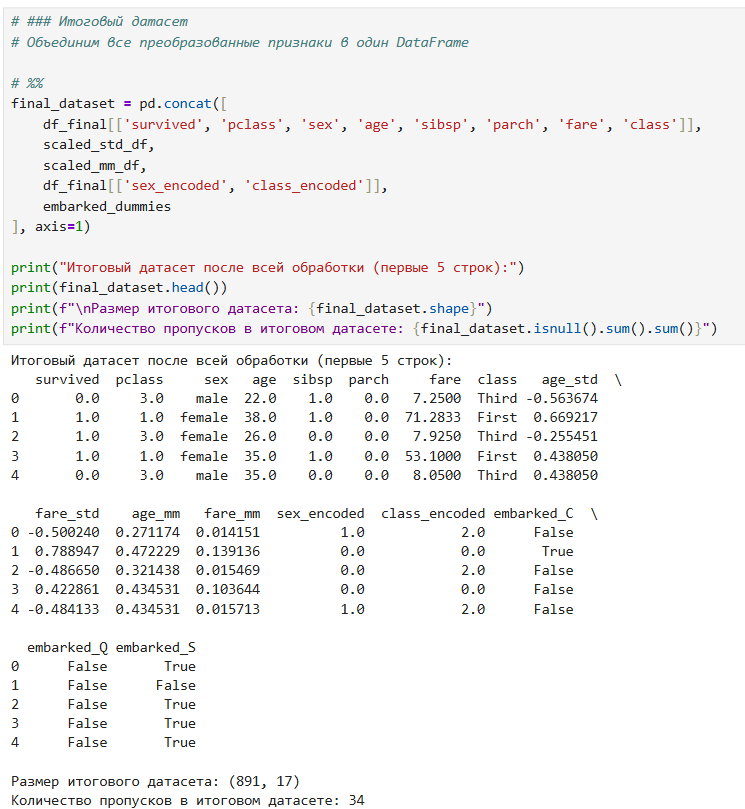 # ### Итоговый датасет
# Объединим все преобразованные признаки в один DataFrame
# %%
final_dataset = pd.concat([
    df_final[['survived', 'pclass', 'sex', 'age', 'sibsp', 'parch', 'fare', 'class']],
    scaled_std_df,
    scaled_mm_df,
    df_final[['sex_encoded', 'class_encoded']],
    embarked_dummies
], axis=1)
print("Итоговый датасет после всей обработки (первые 5 строк):")
print(final_dataset.head())
print(f"\nРазмер итогового датасета: {final_dataset.shape}")
print(f"Количество пропусков в итоговом датасете: {final_dataset.isnull().sum().sum()}")
Итоговый датасет после всей обработки (первые 5 строк):
   survived  pclass     sex   age  sibsp  parch     fare  class   age_std  \
0       0.0     3.0    male  22.0    1.0    0.0   7.2500  Third -0.563674
1       1.0     1.0  female  38.0    1.0    0.0  71.2833  First  0.669217
2       1.0     3.0  female  26.0    0.0    0.0   7.9250  Third -0.255451
3       1.0     1.0  female  35.0    1.0    0.0  53.1000  First  0.438050
4       0.0     3.0    male  35.0    0.0    0.0   8.0500  Third  0.438050
   fare_std    age_mm   fare_mm  sex_encoded  class_encoded embarked_C  \
0 -0.500240  0.271174  0.014151          1.0            2.0      False
1  0.788947  0.472229  0.139136          0.0            0.0       True
2 -0.486650  0.321438  0.015469          0.0            2.0      False
3  0.422861  0.434531  0.103644          0.0            0.0      False
4 -0.484133  0.434531  0.015713          1.0            2.0      False
  embarked_Q embarked_S
0      False       True
1      False      False
2      False       True
3      False       True
4      False       True
Размер итогового датасета: (891, 17)
Количество пропусков в итоговом датасете: 34